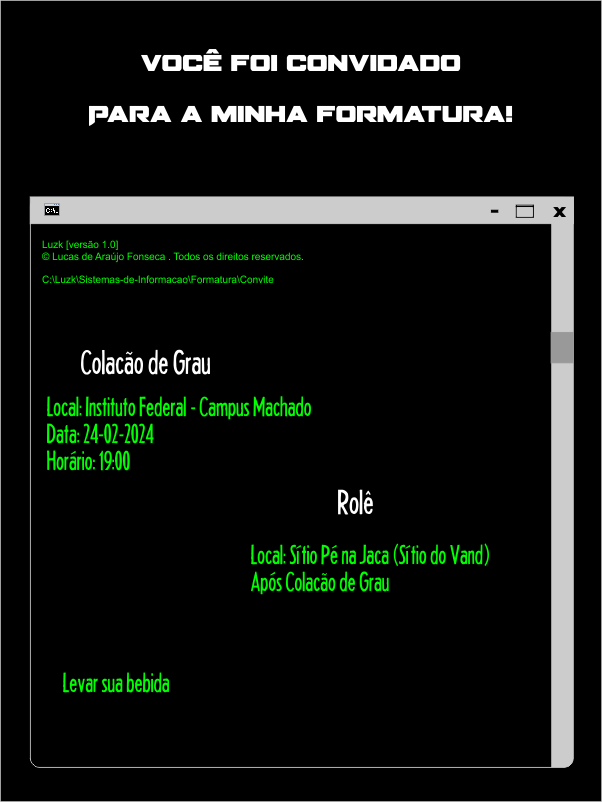 VOCÊ FOI CONVIDADO
PARA A MINHA FORMATURA!
C:\_
Luzk [versão 1.0]
© Lucas de Araújo Fonseca . Todos os direitos reservados.
C:\Luzk\Sistemas-de-Informacao\Formatura\Convite
Colacão de Grau
Local: Instituto Federal - Campus Machado
Data: 24-02-2024
Horário: 19:00
Rolê
Local: Sítio Pé na Jaca (Sítio do Vand)
Após Colacão de Grau
Levar sua bebida